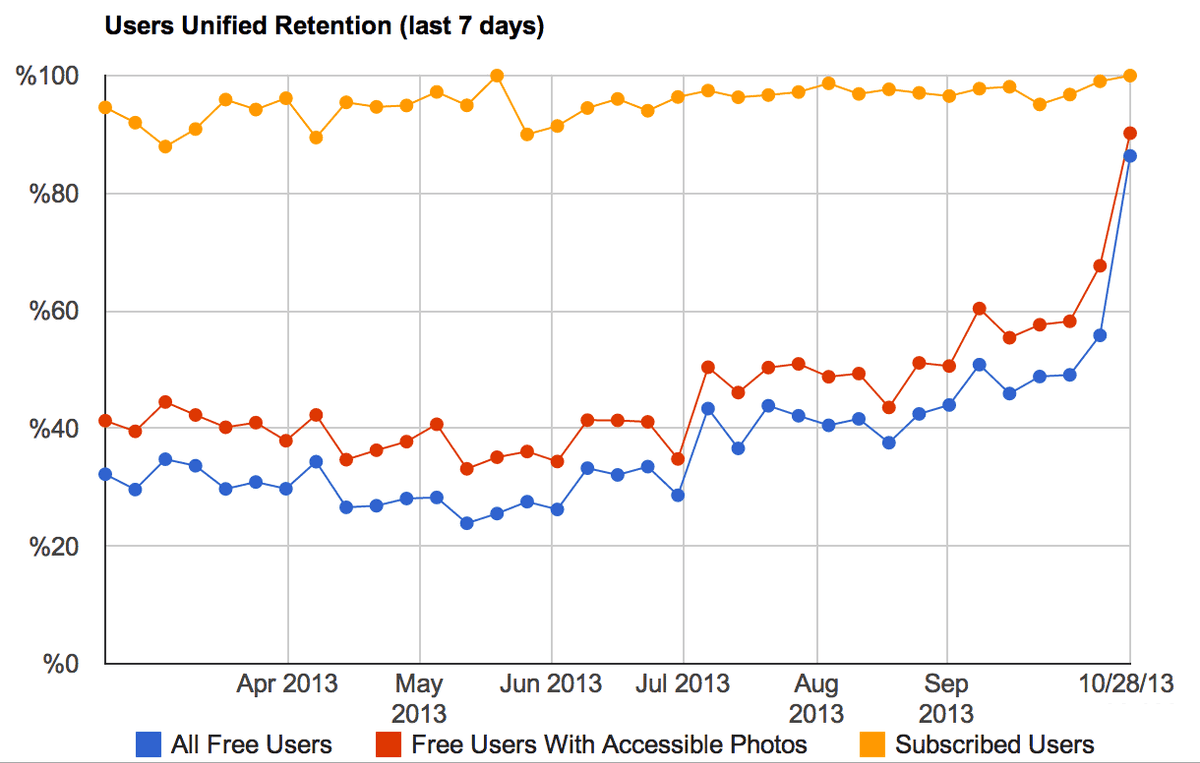 Users Unified Retention (last 7 days)
%100
%80
%60
%40
%20
%0
Apr 2013
May
2013
Jun 2013
Jul 2013
Aug
2013
Sep
2013
10/28/13
All Free Users
Free Users With Accessible Photos
Subscribed Users